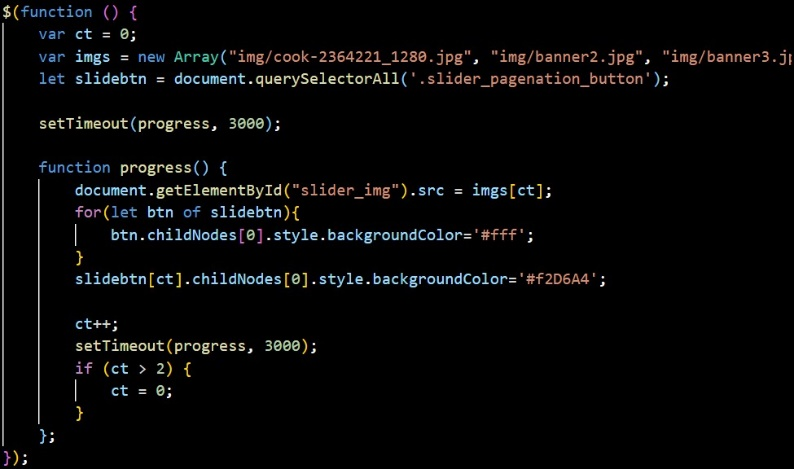 $(function () {
    var ct = 0;
    var imgs = new Array("img/cook-2364221_1280.jpg", "img/banner2.jpg", "img/banner3.jp
    let slidebtn = document.querySelectorAll('.slider_pagenation_button');

    setTimeout(progress, 3000);

    function progress() {
        document.getElementById("slider_img").src = imgs[ct];
        for(let btn of slidebtn){
            btn.childNodes[0].style.backgroundColor='#fff';
        }
        slidebtn[ct].childNodes[0].style.backgroundColor='#f2D6A4';

        ct++;
        setTimeout(progress, 3000);
        if (ct > 2) {
            ct = 0;
        }
    };
});